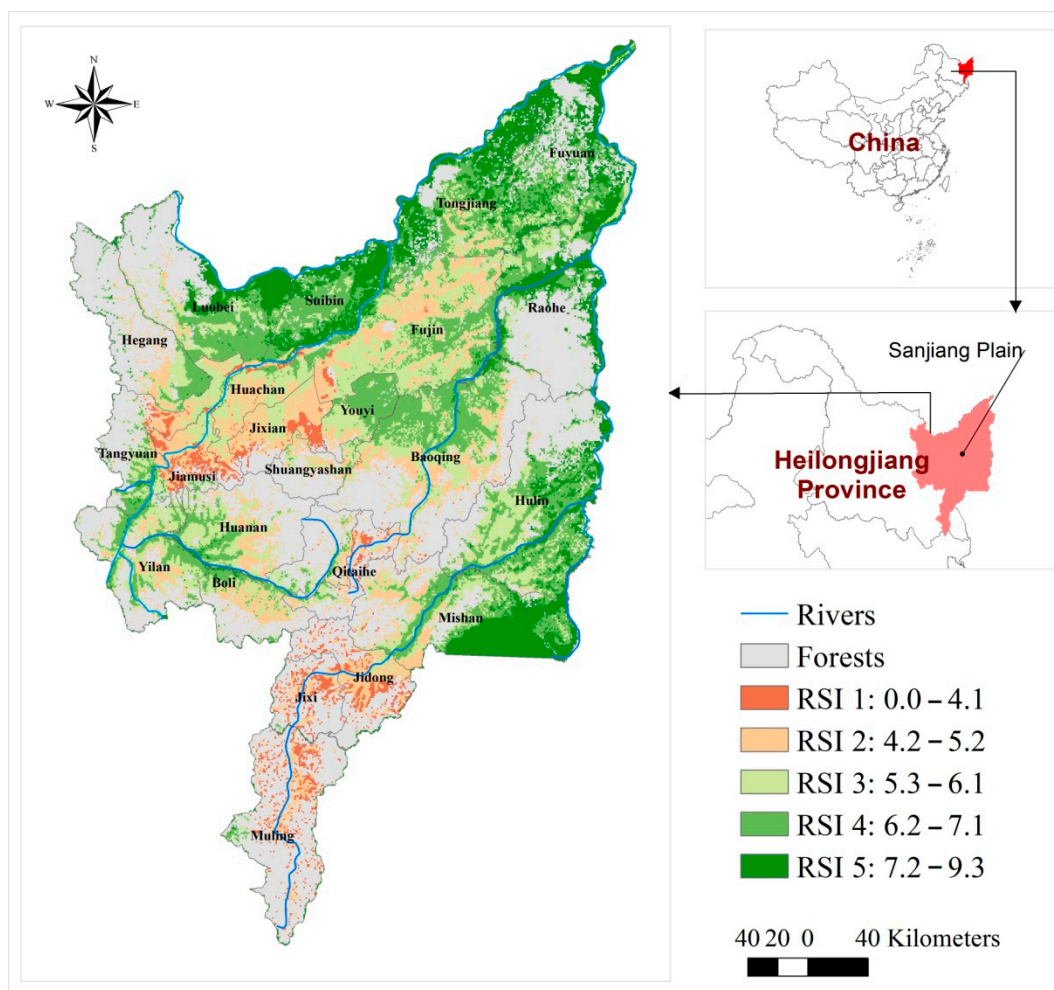 N
W
E
S
Fuyuan
Tongjiang
Luobei
Suibin
Raohe
Fujin
Hegang
Huachan
Youyi
Jixian
Tangyuan
Baoqing
Shuangyashan
Jiamusi
Hulin
Huanan
Qitaihe
Yilan
Boli
Mishan
Jidong
Jixi
Muling
China
Sanjiang Plain
Heilongjiang
Province
Rivers
Forests
RSI 1: 0.0 – 4.1
RSI 2: 4.2 – 5.2
RSI 3: 5.3 – 6.1
RSI 4: 6.2 – 7.1
RSI 5: 7.2 – 9.3
40 20 0 40 Kilometers